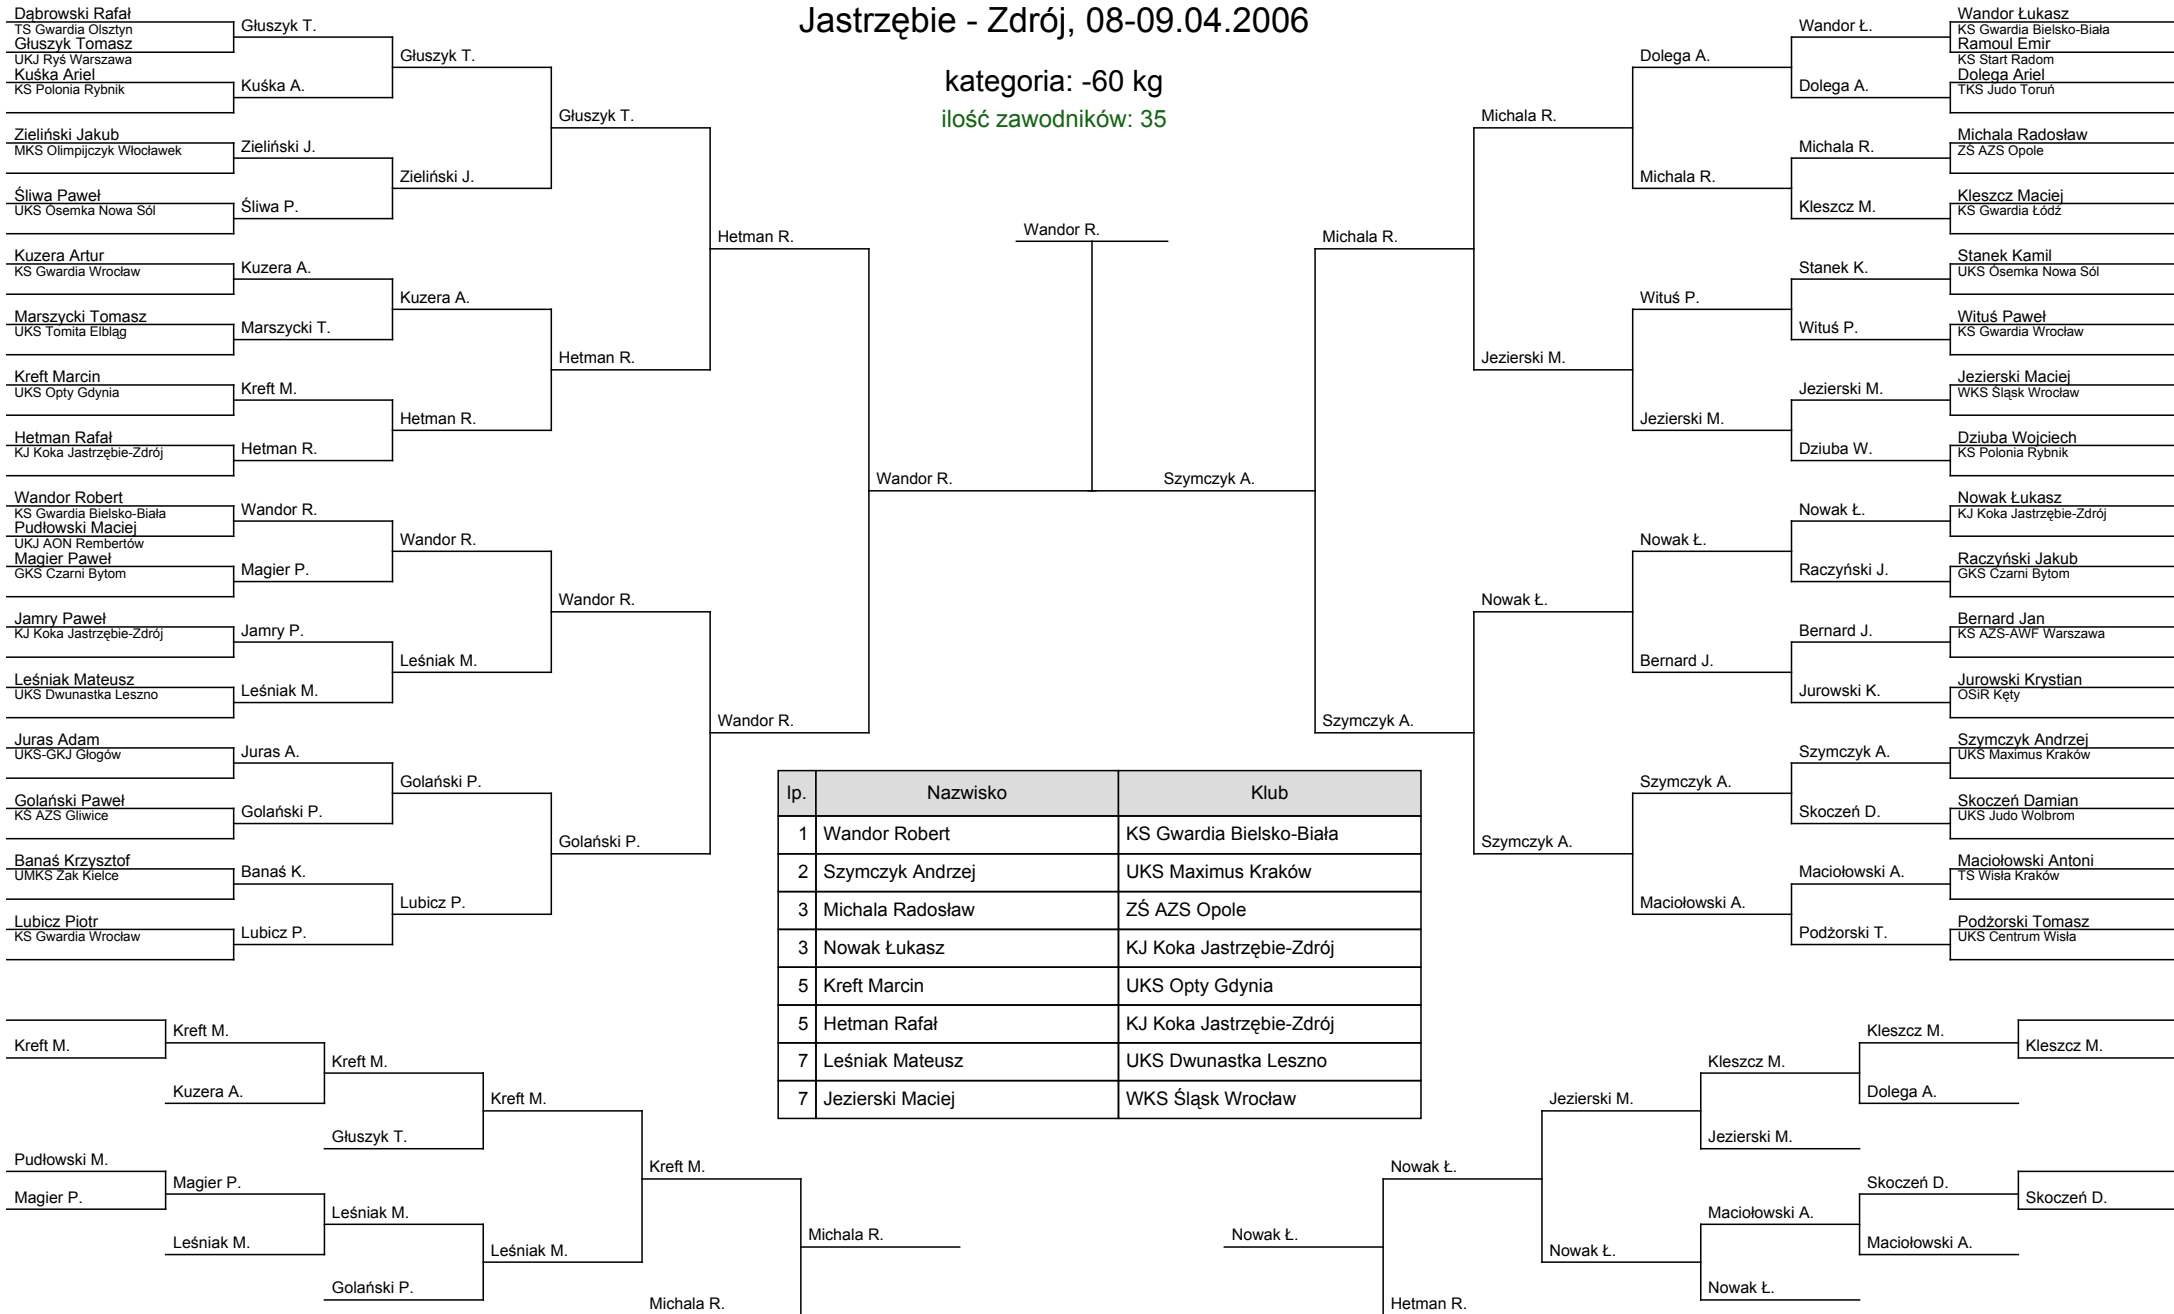 Jastrzębie - Zdrój, 08-09.04.2006
kategoria: -60 kg
ilość zawodników: 35
Dąbrowski Rafał
TS Gwardia Olsztyn
Głuszyk Tomasz
UKJ Ryś Warszawa
Kuśka Ariel
KS Polonia Rybnik
Zieliński Jakub
MKS Olimpijczyk Włocławek
Śliwa Paweł
UKS Ósemka Nowa Sól
Kuzera Artur
KS Gwardia Wrocław
Marszycki Tomasz
UKS Tomita Elbląg
Kreft Marcin
UKS Opty Gdynia
Hetman Rafał
KJ Koka Jastrzębie-Zdrój
Wandor Robert
KS Gwardia Bielsko-Biała
Pudłowski Maciej
UKJ AON Rembertów
Magier Paweł
GKS Czarni Bytom
Jamry Paweł
KJ Koka Jastrzębie-Zdrój
Leśniak Mateusz
UKS Dwunastka Leszno
Juras Adam
UKS-GKJ Głogów
Golański Paweł
KS AZS Gliwice
Banaś Krzysztof
UMKS Żak Kielce
Lubicz Piotr
KS Gwardia Wrocław
Głuszyk T.
Kuśka A.
Zieliński J.
Śliwa P.
Kuzera A.
Marszycki T.
Kreft M.
Hetman R.
Wandor R.
Magier P.
Jamry P.
Leśniak M.
Juras A.
Golański P.
Banaś K.
Lubicz P.
Głuszyk T.
Zieliński J.
Kuzera A.
Hetman R.
Wandor R.
Leśniak M.
Golański P.
Lubicz P.
Głuszyk T.
Hetman R.
Wandor R.
Golański P.
Hetman R.
Wandor R.
Wandor R.
Wandor R.
Szymczyk A.
Michala R.
Szymczyk A.
Michala R.
Jezierski M.
Nowak Ł.
Szymczyk A.
Dolega A.
Michala R.
Wituś P.
Jezierski M.
Nowak Ł.
Bernard J.
Szymczyk A.
Maciołowski A.
Wandor Ł.
Dolega A.
Michala R.
Kleszcz M.
Stanek K.
Wituś P.
Jezierski M.
Dziuba W.
Nowak Ł.
Raczyński J.
Bernard J.
Jurowski K.
Szymczyk A.
Skoczeń D.
Maciołowski A.
Podżorski T.
Wandor Łukasz
KS Gwardia Bielsko-Biała
Ramoul Emir
KS Start Radom
Dolega Ariel
TKS Judo Toruń
Michala Radosław
ZŚ AZS Opole
Kleszcz Maciej
KS Gwardia Łódź
Stanek Kamil
UKS Ósemka Nowa Sól
Wituś Paweł
KS Gwardia Wrocław
Jezierski Maciej
WKS Śląsk Wrocław
Dziuba Wojciech
KS Polonia Rybnik
Nowak Łukasz
KJ Koka Jastrzębie-Zdrój
Raczyński Jakub
GKS Czarni Bytom
Bernard Jan
KS AZS-AWF Warszawa
Jurowski Krystian
OSiR Kęty
Szymczyk Andrzej
UKS Maximus Kraków
Skoczeń Damian
UKS Judo Wolbrom
Maciołowski Antoni
TS Wisła Kraków
Podżorski Tomasz
UKS Centrum Wisła
lp. Nazwisko Klub
1 Wandor Robert KS Gwardia Bielsko-Biała
2 Szymczyk Andrzej UKS Maximus Kraków
3 Michala Radosław ZŚ AZS Opole
3 Nowak Łukasz KJ Koka Jastrzębie-Zdrój
5 Kreft Marcin UKS Opty Gdynia
5 Hetman Rafał KJ Koka Jastrzębie-Zdrój
7 Leśniak Mateusz UKS Dwunastka Leszno
7 Jezierski Maciej WKS Śląsk Wrocław
Kreft M.
Pudłowski M.
Magier P.
Kreft M.
Kuzera A.
Magier P.
Leśniak M.
Kreft M.
Głuszyk T.
Leśniak M.
Golański P.
Kreft M.
Leśniak M.
Kreft M.
Michala R.
Michala R.
Nowak Ł.
Nowak Ł.
Hetman R.
Jezierski M.
Nowak Ł.
Kleszcz M.
Jezierski M.
Maciołowski A.
Nowak Ł.
Kleszcz M.
Dolega A.
Skoczeń D.
Maciołowski A.
Kleszcz M.
Skoczeń D.